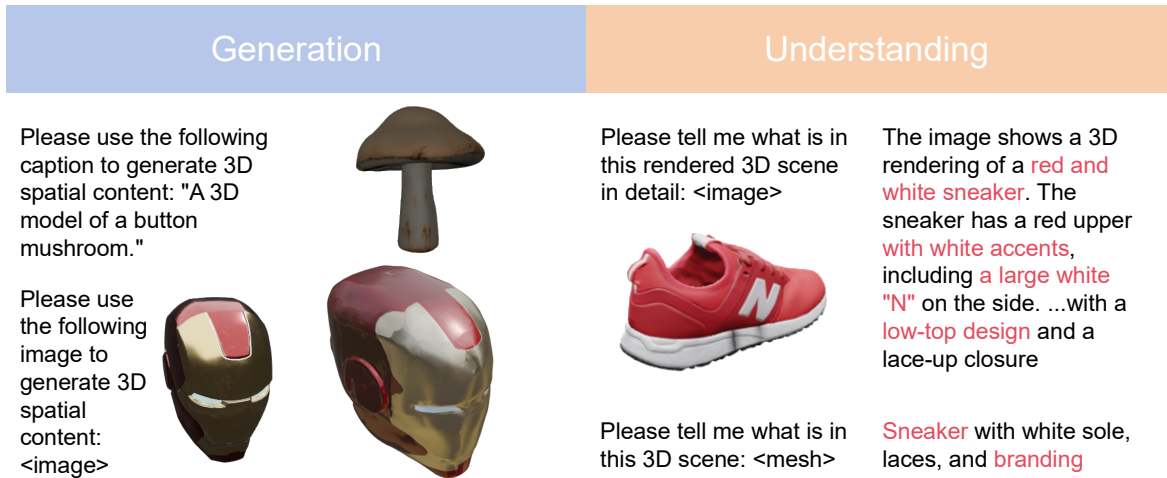 Generation
Understanding
Please use the following
caption to generate 3D
spatial content: "A 3D
model of a button
mushroom."
Please use
the following
image to
generate 3D
spatial
content:
<image>
Please tell me what is in
this rendered 3D scene
in detail: <image>
N
The image shows a 3D
rendering of a red and
white sneaker. The
sneaker has a red upper
with white accents,
including a large white
"N" on the side. ...with a
low-top design and a
lace-up closure
Please tell me what is in
this 3D scene: <mesh>
Sneaker with white sole,
laces, and branding